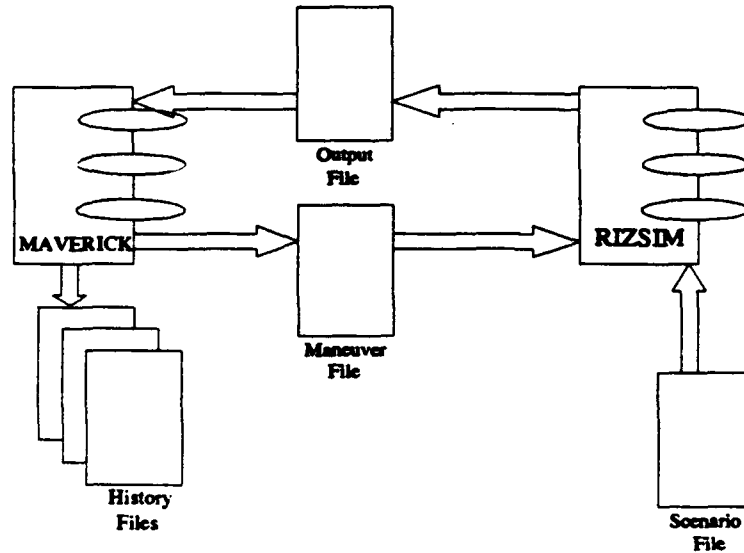 Output
File
MAVERICK
RIZSIM
Maneuver
File
History
Files
Scenario
File